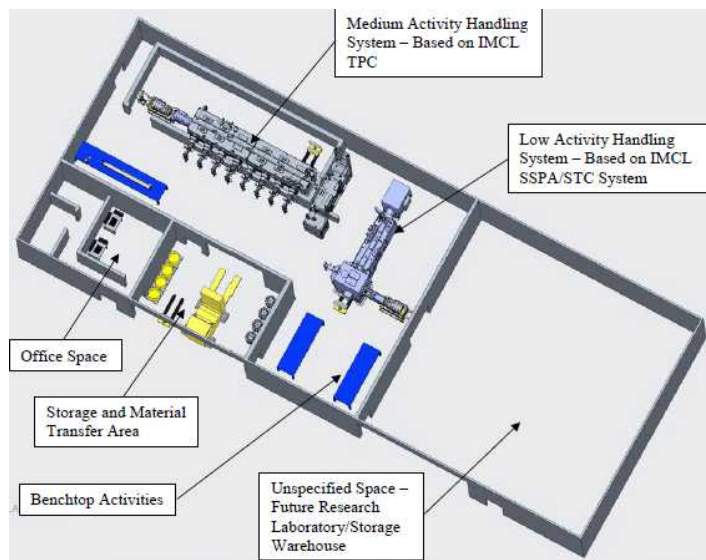 Medium Activity Handling
System – Based on IMCL
TPC
Low Activity Handling
System – Based on IMCL
SSPA/STC System
Office Space
Storage and Material
Transfer Area
Benchtop Activities
Unspecified Space –
Future Research
Laboratory/Storage
Warehouse